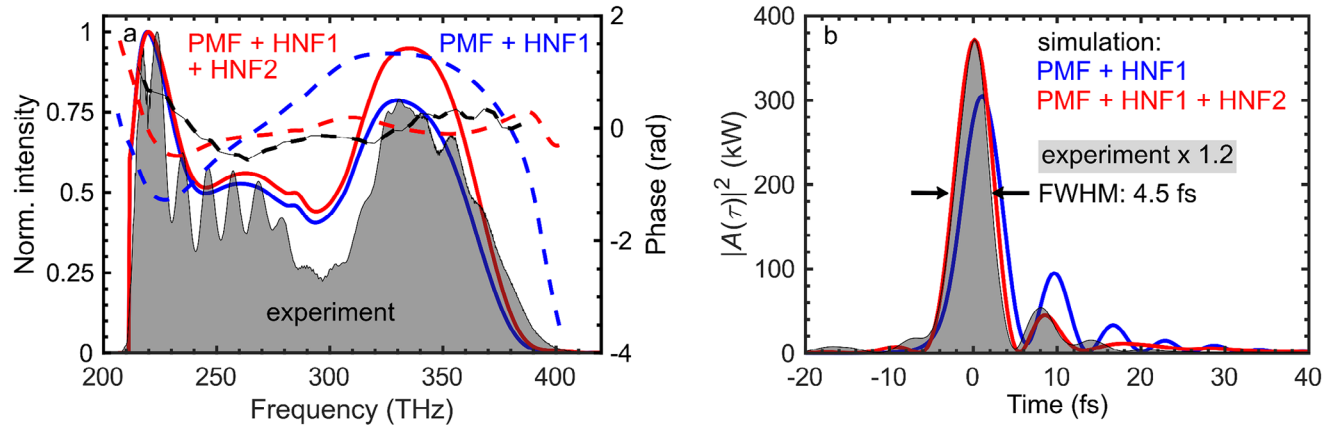 a
PMF + HNF1
+ HNF2
PMF + HNF1
experiment
1
0.75
0.5
0.25
0
Norm. intensity
200
250
300
350
400
Frequency (THz)
2
0
-2
-4
Phase (rad)
b
simulation:
PMF + HNF1
PMF + HNF1 + HNF2
experiment x 1.2
FWHM: 4.5 fs
400
300
200
100
0
|A(τ)|² (kW)
-20
-10
0
10
20
30
40
Time (fs)